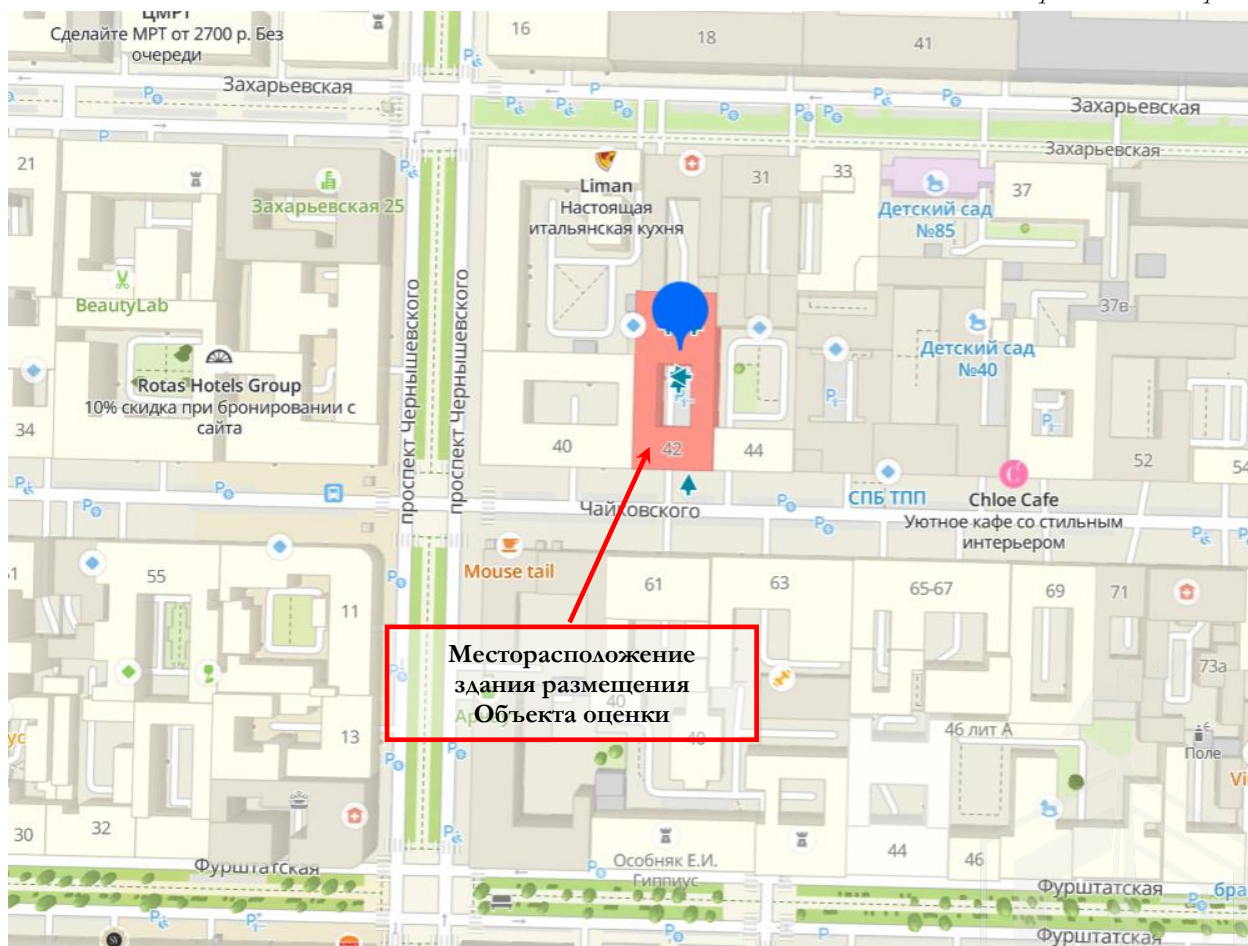 ЦМРТ
Сделайте МРТ от 2700 р. Без
очереди
16
18
41
Захарьевская
Захарьевская
Захарьевская
21
Захарьевская 25
Liman
Настоящая
итальянская кухня
31
33
Детский сад
№85
37
BeautyLab
37в
Детский сад
№40
Rotas Hotels Group
10% скидка при бронировании с
сайта
проспект Чернышевского
проспект Чернышевского
34
40
42
44
52
54
СПБ ТПП
Chloe Cafe
Уютное кафе со стильным
интерьером
Чайковского
Mouse tail
55
11
61
63
65-67
69
71
73а
Месторасположение
здания размещения
Объекта оценки
40
40
13
46 лит А
Поле
30
32
Особняк Е.И.
Гиппиус
44
46
Фурштатская
Фурштатская
Фурштатская